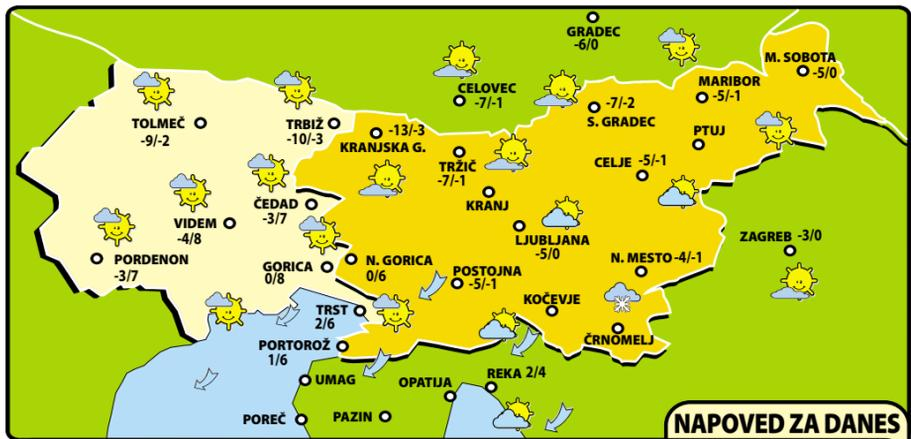 GRADEC
-6/0
M. SOBOTA
-5/0
CELOVEC
-7/-1
MARIBOR
-5/-1
-7/-2
S. GRADEC
TOLMEČ
-9/-2
TRBIŽ
-10/-3
-13/-3
KRANJSKA G.
PTUJ
TRŽIČ
-7/-1
CELJE -5/-1
KRANJ
ČEDAD
-3/7
VIDEM
-4/8
LJUBLJANA
-5/0
ZAGREB -3/0
PORDENON
-3/7
GORICA
0/8
N. GORICA
0/6
POSTOJNA
-5/-1
N. MESTO -4/-1
KOČEVJE
TRST
2/6
ČRNOMELJ
PORTOROŽ
1/6
UMAG
OPATIJA
REKA 2/4
POREČ
PAZIN
NAPOVED ZA DANES